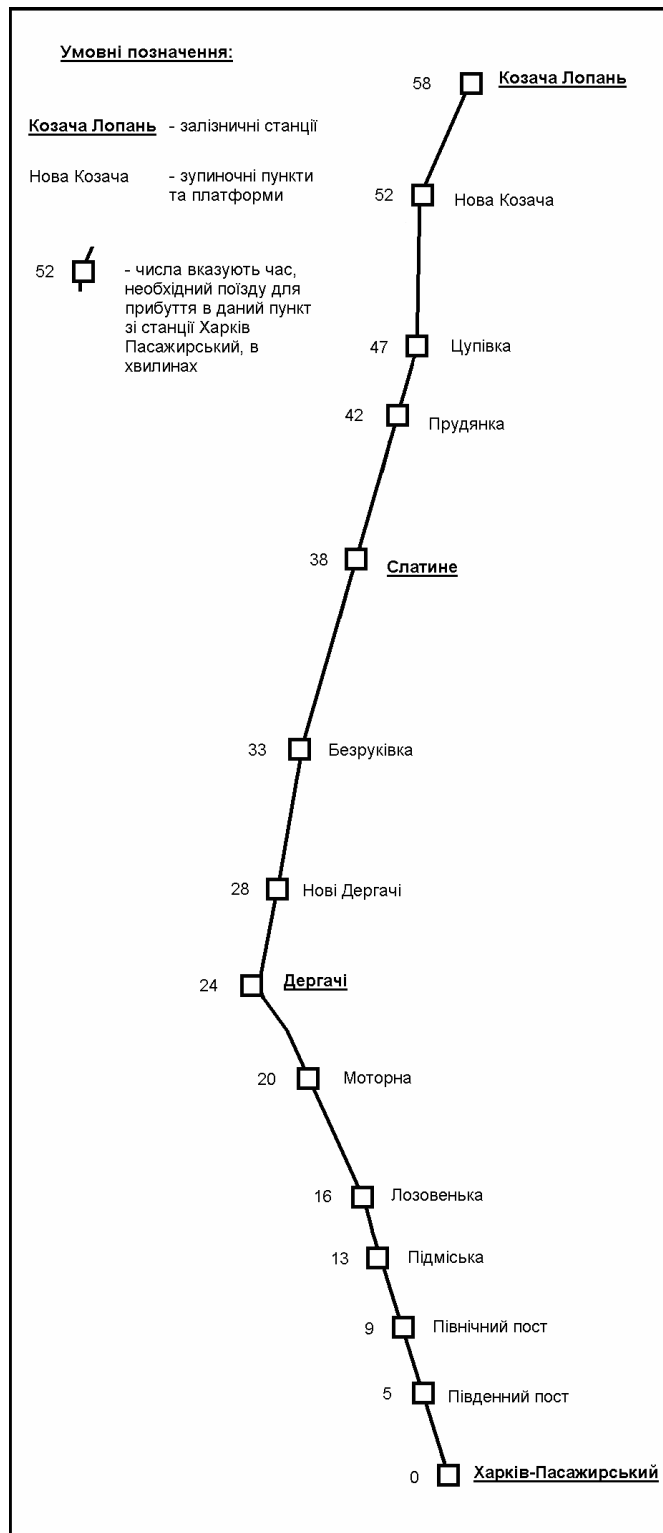 Умовні позначення:
Козача Лопань - залізничні станції
Нова Козача - зупиночні пункти
та платформи
52 - числа вказують час,
необхідний поїзду для
прибуття в даний пункт
зі станції Харків
Пасажирський, в
хвилинах
58 Козача Лопань
52 Нова Козача
47 Цупівка
42 Прудянка
38 Слатине
33 Безруківка
28 Нові Дергачі
24 Дергачі
20 Моторна
16 Лозовенька
13 Підміська
9 Північний пост
5 Південний пост
0 Харків-Пасажирський